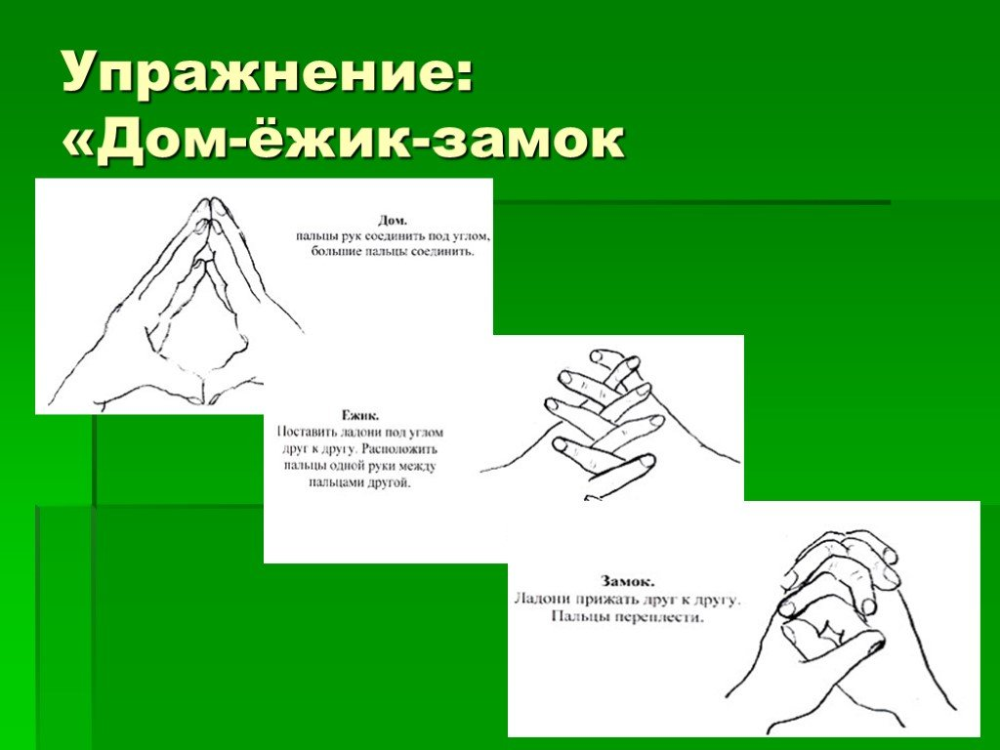 Упражнение:
«Дом-ёжик-замок
Дом.
пальцы рук соединить под углом,
большие пальцы соединить.
Ежик.
Поставить ладони под углом
друг к другу. Расположить
пальцы одной руки между
пальцами другой.
Замок.
Ладони прижать друг к другу.
Пальцы переплести.